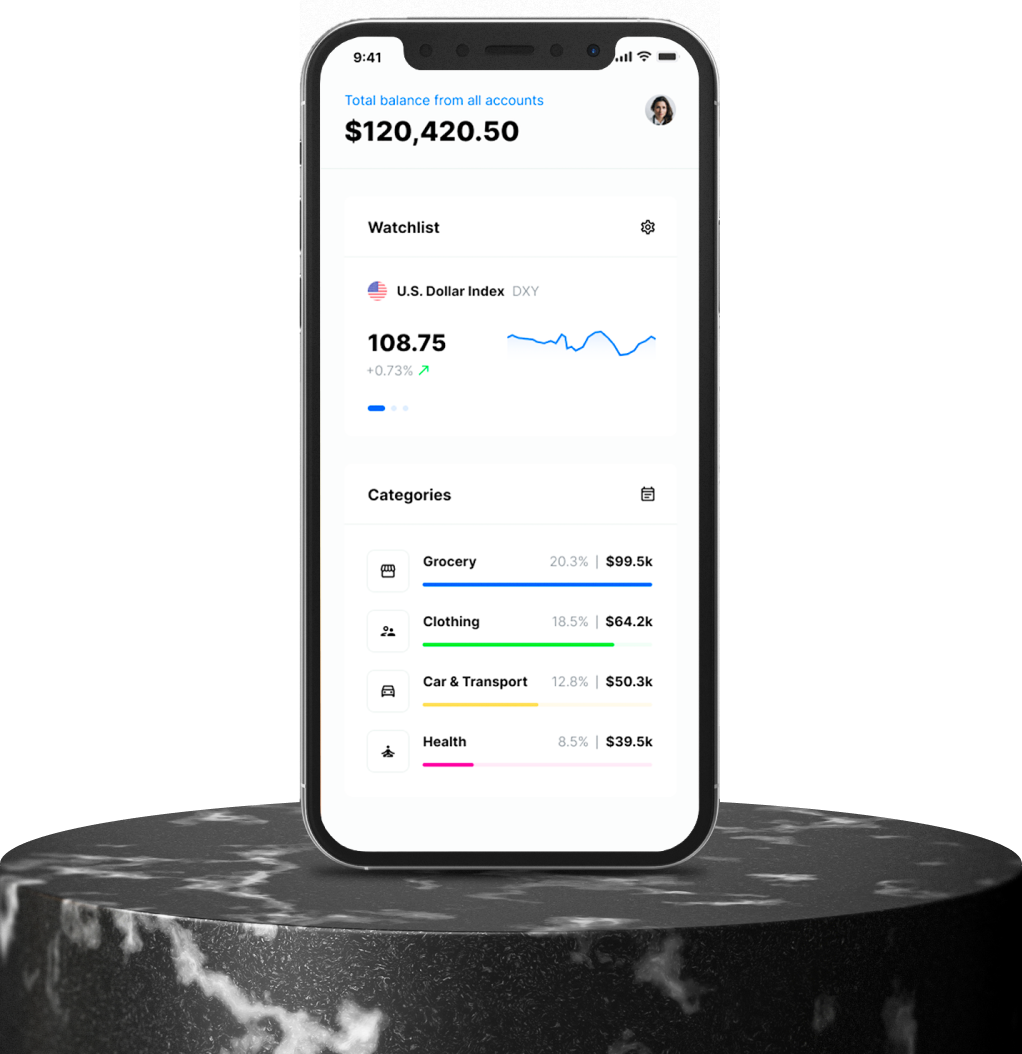 9:41
Total balance from all accounts
$120,420.50
Watchlist
U.S. Dollar Index DXY
108.75
+0.73%
Categories
Grocery 20.3% | $99.5k
Clothing 18.5% | $64.2k
Car & Transport 12.8% | $50.3k
Health 8.5% | $39.5k